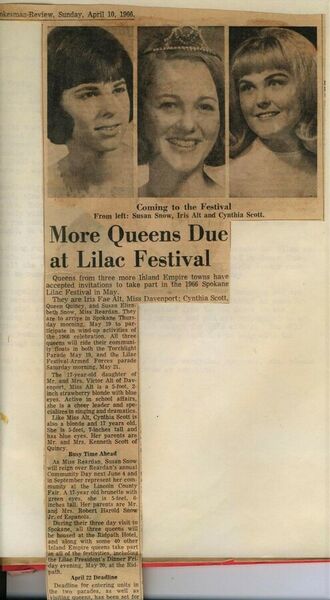 okesman-Review, Sunday, April 10, 1966.
Coming to the Festival
From left: Susan Snow, Iris Alt and Cynthia Scott.
More Queens Due
at Lilac Festival
Queens from three more Inland Empire towns have
accepted invitations to take part in the 1966 Spokane
Lilac Festival in May.
They are Iris Fae Alt, Miss Davenport; Cynthia Scott,
Queen Quincy, and Susan Eliza-
beth Snow, Miss Reardan. They
are to arrive in Spokane Thurs-
day morning, May 19 to par-
ticipate in wind-up activities of
the 1966 celebration. All three
queens will ride their commu-
nity floats in both the Torchlight
Parade May 19, and the Lilac
Festival-Armed Forces parade
Saturday morning, May 21.
The 17-year-old daughter of
Mr. and Mrs. Victor Alt of Dav-
enport, Miss Alt is a 5-foot, 2-
inch strawberry blonde with blue
eyes. Active in school affairs,
she is a cheer leader and spe-
cializes in singing and dramatics.
Like Miss Alt, Cynthia Scott is
also a blonde and 17 years old.
She is 5-feet, 7-inches tall and
has blue eyes. Her parents are
Mr. and Mrs. Kenneth Scott of
Quincy.
Busy Time Ahead
As Miss Reardan, Susan Snow
will reign over Reardan's annual
Community Day next June 4 and
in September represent her com-
munity at the Lincoln County
Fair. A 17-year old brunette with
green eyes, she is 5-feet, 6-
inches tall. Her parents are Mr.
and Mrs. Robert Harold Snow
Jr. of Espanola.
During their three day visit to
Spokane, all three queens will
be housed at the Ridpath Hotel,
and along with some 40 other
Inland Empire queens take part
in all of the festivities, including
the Lilac President's Dinner Fri-
day evening, May 20, at the Rid-
path.
April 22 Deadline
Deadline for entering units in
the two parades, as well as
visiting queens, has been set for